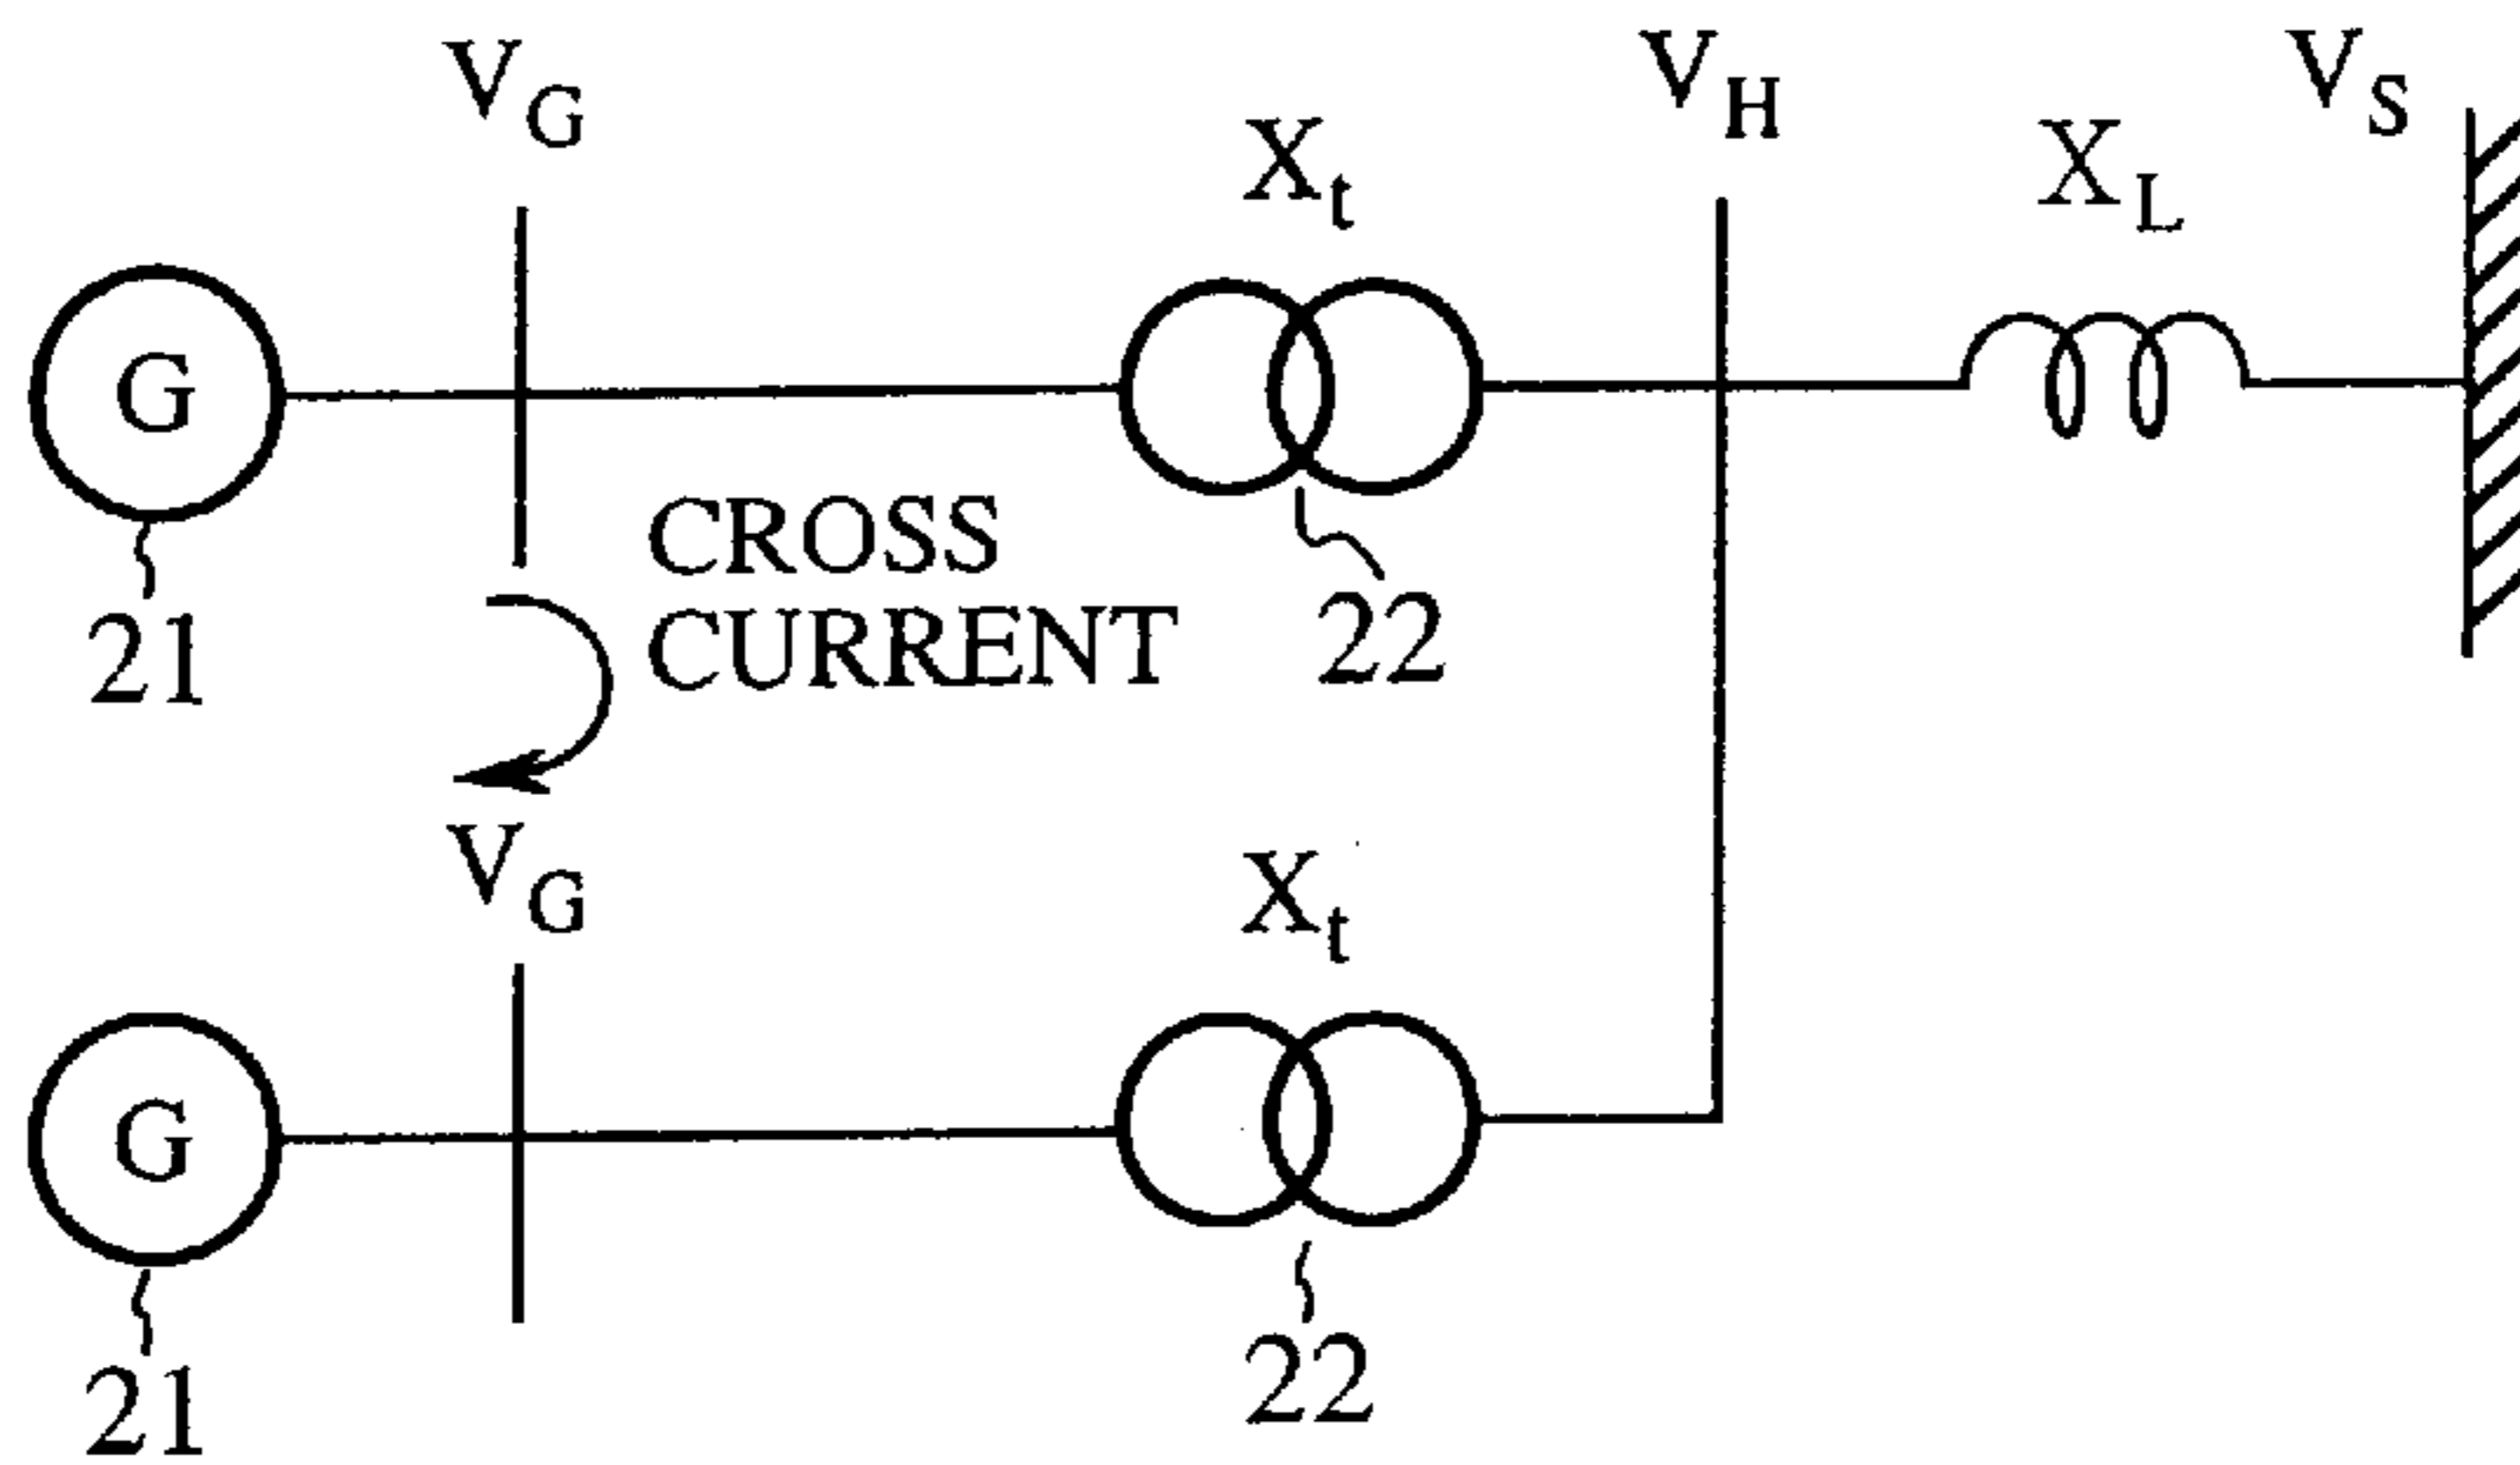 V_G
V_H
V_S
X_t
X_L
G
CROSS
CURRENT
21
22
V_G
X_t
G
22
21